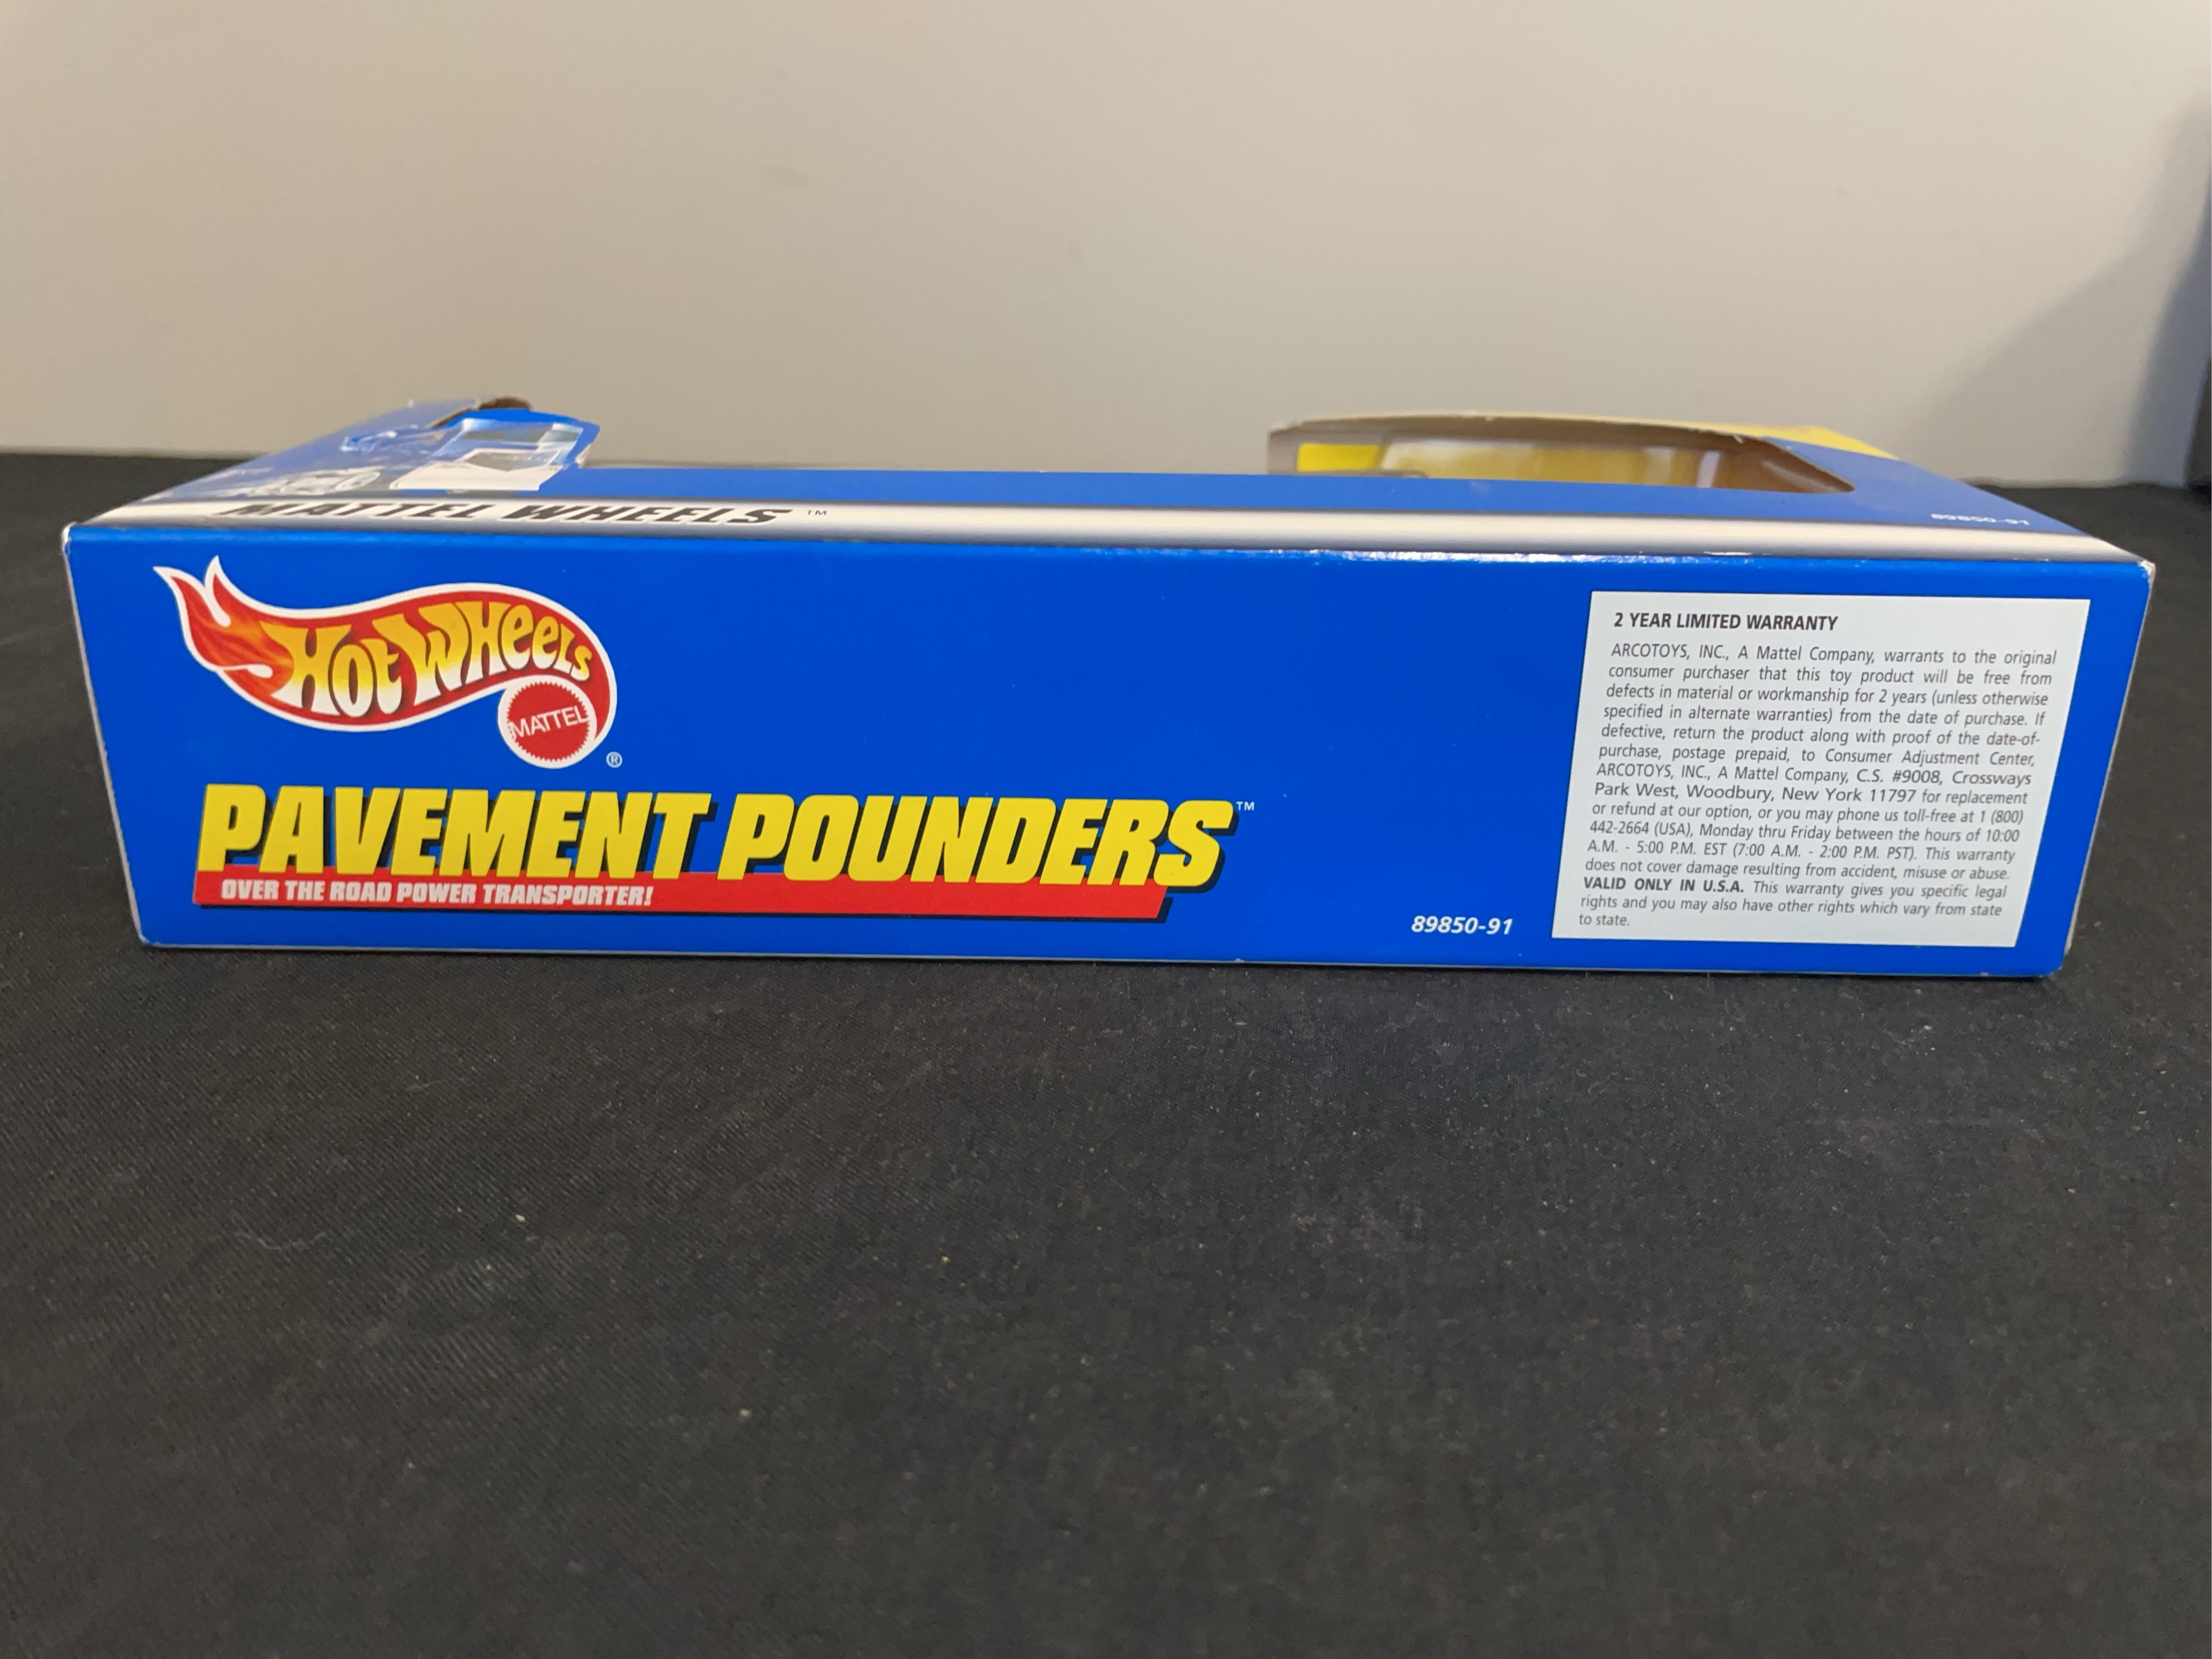 MATTEL WHEELS ™
89850-91
HOT WHEELS
MATTEL
®
PAVEMENT POUNDERS™
OVER THE ROAD POWER TRANSPORTER!
89850-91
2 YEAR LIMITED WARRANTY
ARCOTOYS, INC., A Mattel Company, warrants to the original
consumer purchaser that this toy product will be free from
defects in material or workmanship for 2 years (unless otherwise
specified in alternate warranties) from the date of purchase. If
defective, return the product along with proof of the date-of-
purchase, postage prepaid, to Consumer Adjustment Center,
ARCOTOYS, INC., A Mattel Company, C.S. #9008, Crossways
Park West, Woodbury, New York 11797 for replacement
or refund at our option, or you may phone us toll-free at 1 (800)
442-2664 (USA), Monday thru Friday between the hours of 10:00
A.M. - 5:00 P.M. EST (7:00 A.M. - 2:00 P.M. PST). This warranty
does not cover damage resulting from accident, misuse or abuse.
VALID ONLY IN U.S.A. This warranty gives you specific legal
rights and you may also have other rights which vary from state
to state.